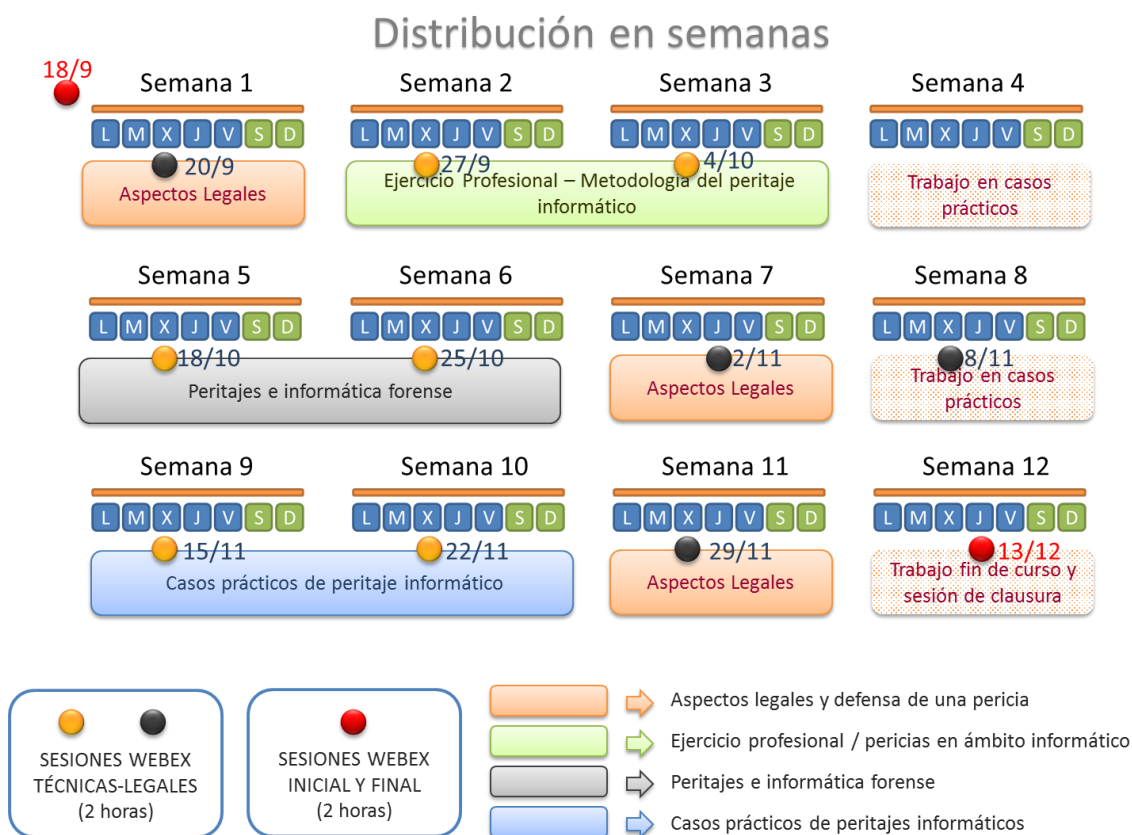 Distribución en semanas
18/9
Semana 1
Semana 2
Semana 3
Semana 4
L M X J V S D
L M X J V S D
L M X J V S D
L M X J V S D
20/9
27/9
4/10
Aspectos Legales
Ejercicio Profesional – Metodología del peritaje
informático
Trabajo en casos
prácticos
Semana 5
Semana 6
Semana 7
Semana 8
L M X J V S D
L M X J V S D
L M X J V S D
L M X J V S D
18/10
25/10
2/11
8/11
Peritajes e informática forense
Aspectos Legales
Trabajo en casos
prácticos
Semana 9
Semana 10
Semana 11
Semana 12
L M X J V S D
L M X J V S D
L M X J V S D
L M X J V S D
15/11
22/11
29/11
13/12
Casos prácticos de peritaje informático
Aspectos Legales
Trabajo fin de curso y
sesión de clausura
SESIONES WEBEX
TÉCNICAS-LEGALES
(2 horas)
SESIONES WEBEX
INICIAL Y FINAL
(2 horas)
Aspectos legales y defensa de una pericia
Ejercicio profesional / pericias en ámbito informático
Peritajes e informática forense
Casos prácticos de peritajes informáticos